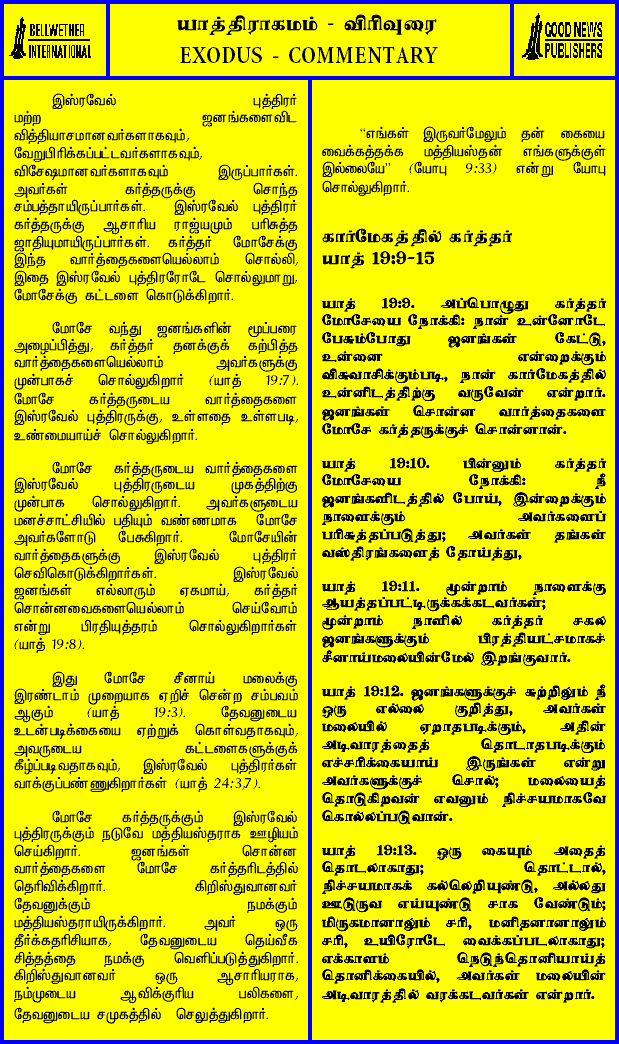 BELLWETHER
INTERNATIONAL
யாத்திராகமம் - விரிவுரை
EXODUS - COMMENTARY
GOOD NEWS
PUBLISHERS
இஸ்ரவேல் புத்திரர்
மற்ற ஜனங்களைவிட
வித்தியாசமானவர்களாகவும்,
வேறுபிரிக்கப்பட்டவர்களாகவும்,
விசேஷமானவர்களாகவும் இருப்பார்கள்.
அவர்கள் கர்த்தருக்கு சொந்த
சம்பத்தாயிருப்பார்கள். இஸ்ரவேல் புத்திரர்
கர்த்தருக்கு ஆசாரிய ராஜ்யமும் பரிசுத்த
ஜாதியுமாயிருப்பார்கள். கர்த்தர் மோசேக்கு
இந்த வார்த்தைகளையெல்லாம் சொல்லி,
இதை இஸ்ரவேல் புத்திரரோடே சொல்லுமாறு,
மோசேக்கு கட்டளை கொடுக்கிறார்.
மோசே வந்து ஜனங்களின் மூப்பரை
அழைப்பித்து, கர்த்தர் தனக்குக் கற்பித்த
வார்த்தைகளையெல்லாம் அவர்களுக்கு
முன்பாகச் சொல்லுகிறார் (யாத் 19:7).
மோசே கர்த்தருடைய வார்த்தைகளை
இஸ்ரவேல் புத்திரருக்கு, உள்ளதை உள்ளபடி,
உண்மையாய்ச் சொல்லுகிறார்.
மோசே கர்த்தருடைய வார்த்தைகளை
இஸ்ரவேல் புத்திரருடைய முகத்திற்கு
முன்பாக சொல்லுகிறார். அவர்களுடைய
மனச்சாட்சியில் பதியும் வண்ணமாக மோசே
அவர்களோடு பேசுகிறார். மோசேயின்
வார்த்தைகளுக்கு இஸ்ரவேல் புத்திரர்
செவிகொடுக்கிறார்கள். இஸ்ரவேல்
ஜனங்கள் எல்லாரும் ஏகமாய், கர்த்தர்
சொன்னவைகளையெல்லாம் செய்வோம்
என்று பிரதியுத்தரம் சொல்லுகிறார்கள்
(யாத் 19:8).
இது மோசே சீனாய் மலைக்கு
இரண்டாம் முறையாக ஏறிச் சென்ற சம்பவம்
ஆகும் (யாத் 19:3). தேவனுடைய
உடன்படிக்கையை ஏற்றுக் கொள்வதாகவும்,
அவருடைய கட்டளைகளுக்குக்
கீழ்ப்படிவதாகவும், இஸ்ரவேல் புத்திரர்கள்
வாக்குப்பண்ணுகிறார்கள் (யாத் 24:3,7).
மோசே கர்த்தருக்கும் இஸ்ரவேல்
புத்திரருக்கும் நடுவே மத்தியஸ்தராக ஊழியம்
செய்கிறார். ஜனங்கள் சொன்ன
வார்த்தைகளை மோசே கர்த்தரிடத்தில்
தெரிவிக்கிறார். கிறிஸ்துவானவர்
தேவனுக்கும் நமக்கும்
மத்தியஸ்தராயிருக்கிறார். அவர் ஒரு
தீர்க்கதரிசியாக, தேவனுடைய தெய்வீக
சித்தத்தை நமக்கு வெளிப்படுத்துகிறார்.
கிறிஸ்துவானவர் ஒரு ஆசாரியராக,
நம்முடைய ஆவிக்குரிய பலிகளை,
தேவனுடைய சமுகத்தில் செலுத்துகிறார்.
“எங்கள் இருவர்மேலும் தன் கையை
வைக்கத்தக்க மத்தியஸ்தன் எங்களுக்குள்
இல்லையே” (யோபு 9:33) என்று யோபு
சொல்லுகிறார்.
கார்மேகத்தில் கர்த்தர்
யாத் 19:9-15
யாத் 19:9. அப்பொழுது கர்த்தர்
மோசேயை நோக்கி: நான் உன்னோடே
பேசும்போது ஜனங்கள் கேட்டு,
உன்னை என்றைக்கும்
விசுவாசிக்கும்படி, நான் கார்மேகத்தில்
உன்னிடத்திற்கு வருவேன் என்றார்.
ஜனங்கள் சொன்ன வார்த்தைகளை
மோசே கர்த்தருக்குச் சொன்னான்.
யாத் 19:10. பின்னும் கர்த்தர்
மோசேயை நோக்கி: நீ
ஜனங்களிடத்தில் போய், இன்றைக்கும்
நாளைக்கும் அவர்களைப்
பரிசுத்தப்படுத்து; அவர்கள் தங்கள்
வஸ்திரங்களைத் தோய்த்து,
யாத் 19:11. மூன்றாம் நாளைக்கு
ஆயத்தப்பட்டிருக்கக்கடவர்கள்;
மூன்றாம் நாளில் கர்த்தர் சகல
ஜனங்களுக்கும் பிரத்தியட்சமாகச்
சீனாய்மலையின்மேல் இறங்குவார்.
யாத் 19:12. ஜனங்களுக்குச் சுற்றிலும் நீ
ஒரு எல்லை குறித்து, அவர்கள்
மலையில் ஏறாதபடிக்கும், அதின்
அடிவாரத்தைத் தொடாதபடிக்கும்
எச்சரிக்கையாய் இருங்கள் என்று
அவர்களுக்குச் சொல்; மலையைத்
தொடுகிறவன் எவனும் நிச்சயமாகவே
கொல்லப்படுவான்.
யாத் 19:13. ஒரு கையும் அதைத்
தொடலாகாது; தொட்டால்,
நிச்சயமாகக் கல்லெறியுண்டு, அல்லது
ஊடுருவ எய்யுண்டு சாக வேண்டும்;
மிருகமானாலும் சரி, மனிதனானாலும்
சரி, உயிரோடே வைக்கப்படலாகாது;
எக்காளம் நெடுந்தொனியாய்த்
தொனிக்கையில், அவர்கள் மலையின்
அடிவாரத்தில் வரக்கடவர்கள் என்றார்.